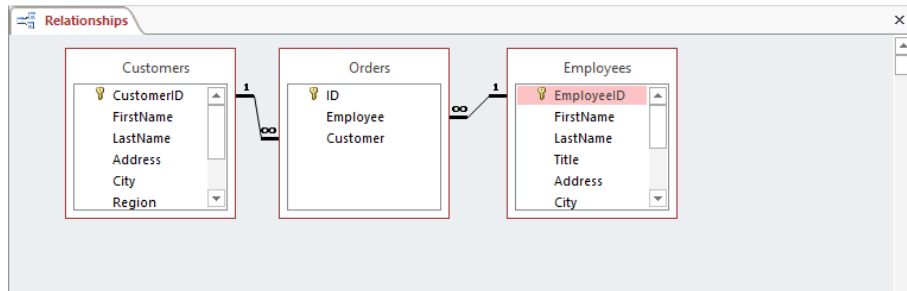 Relationships
Customers
CustomerID
FirstName
LastName
Address
City
Region
1
∞
Orders
ID
Employee
Customer
∞
1
Employees
EmployeeID
FirstName
LastName
Title
Address
City